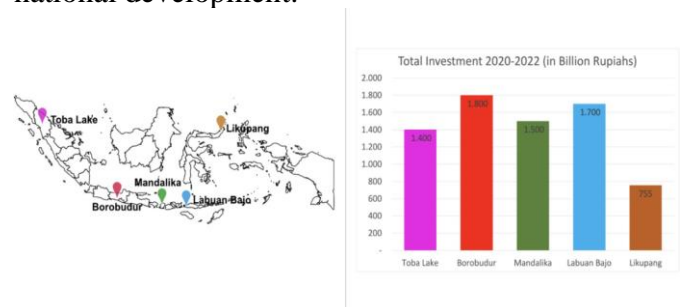 national development.
Toba Lake
Likupang
Mandalika
Borobudur
Labuan Bajo
Total Investment 2020-2022 (in Billion Rupiahs)
2.000
1.800
1.600
1.400
1.200
1.000
800
600
400
200
-
1.400
1.800
1.500
1.700
755
Toba Lake
Borobudur
Mandalika
Labuan Bajo
Likupang